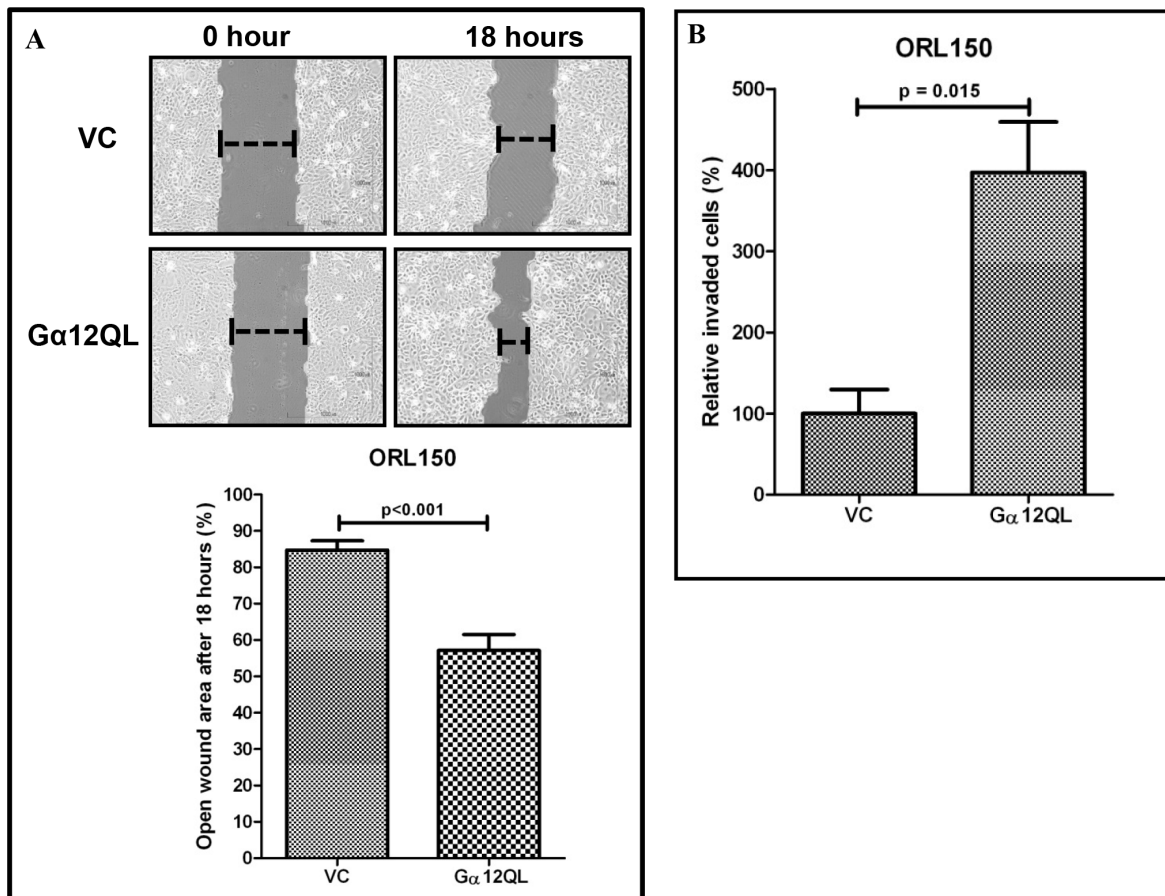 A
0 hour
18 hours
VC
Gα12QL
ORL150
Open wound area after 18 hours (%)
100
90
80
70
60
50
40
30
20
10
0
p<0.001
VC
Gα12QL
B
ORL150
Relative invaded cells (%)
500
400
300
200
100
0
p = 0.015
VC
Gα12QL